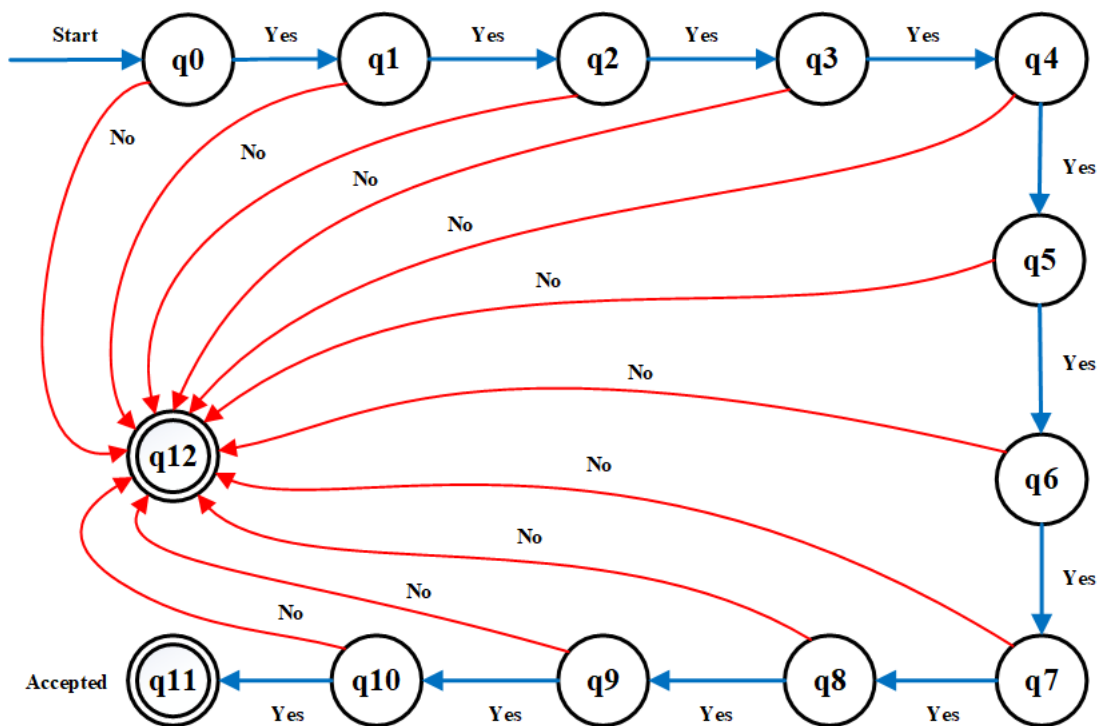 Start
Yes
Yes
Yes
Yes
q0
q1
q2
q3
q4
No
No
No
No
Yes
No
q5
No
Yes
No
q12
No
q6
No
Yes
No
No
Accepted
q11
q10
q9
q8
q7
Yes
Yes
Yes
Yes